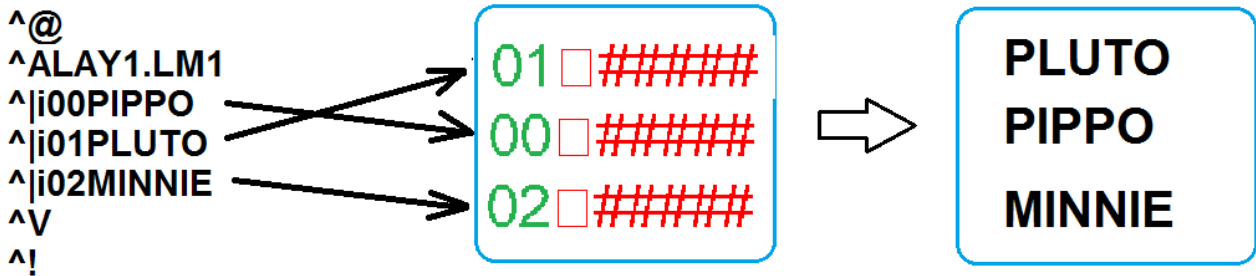 ^@
^ALAY1.LM1
^|i00PIPPO
^|i01PLUTO
^|i02MINNIE
^V
^!
01□######
00□######
02□######
PLUTO
PIPPO
MINNIE